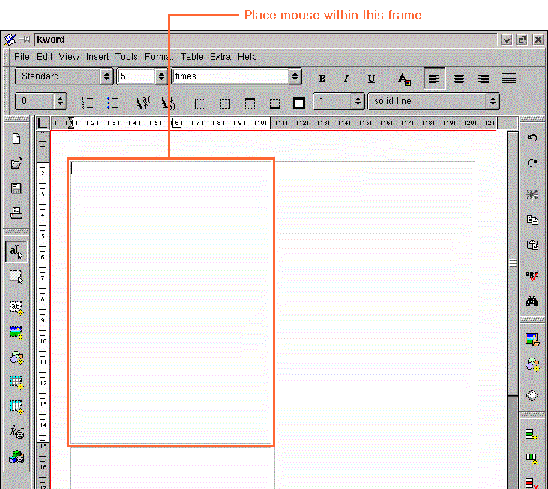 Place mouse within this frame
Kword
File Edit View Insert Tools Format Table Extra Help
Standard 5 times B I U A
0 solid line